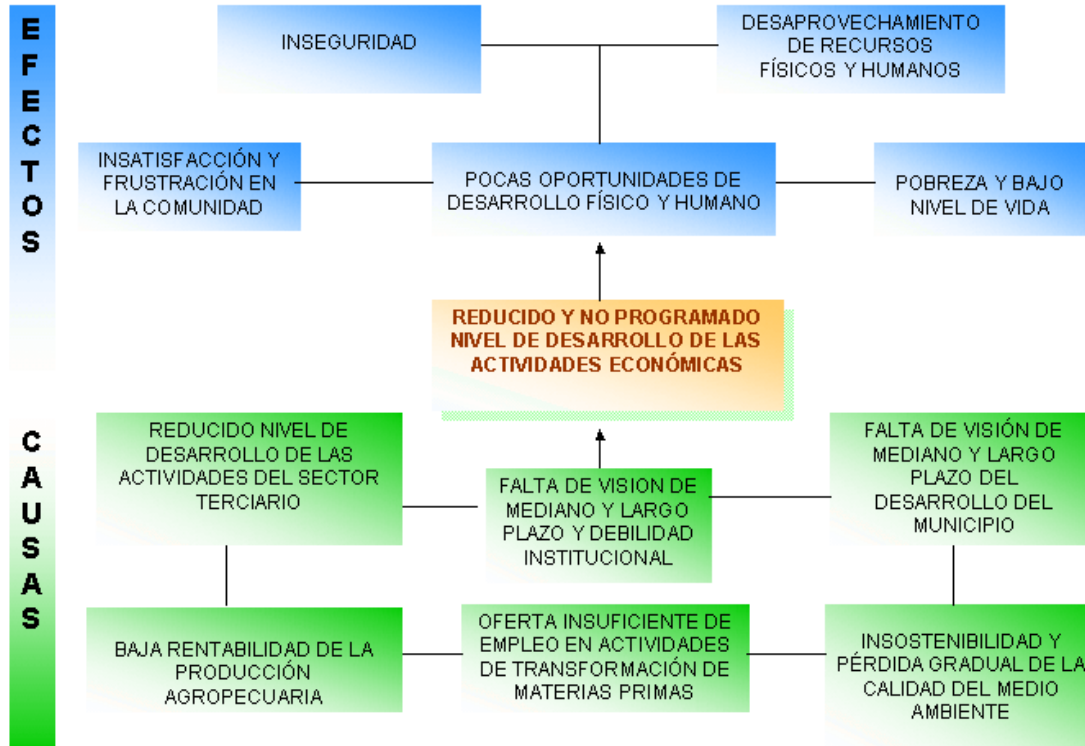 EFECTOS
INSEGURIDAD
DESAPROVECHAMIENTO
DE RECURSOS
FÍSICOS Y HUMANOS
INSATISFACCIÓN Y
FRUSTRACIÓN EN
LA COMUNIDAD
POCAS OPORTUNIDADES DE
DESARROLLO FÍSICO Y HUMANO
POBREZA Y BAJO
NIVEL DE VIDA
REDUCIDO Y NO PROGRAMADO
NIVEL DE DESARROLLO DE LAS
ACTIVIDADES ECONÓMICAS
CAUSAS
REDUCIDO NIVEL DE
DESARROLLO DE LAS
ACTIVIDADES DEL SECTOR
TERCIARIO
FALTA DE VISION DE
MEDIANO Y LARGO
PLAZO Y DEBILIDAD
INSTITUCIONAL
FALTA DE VISIÓN DE
MEDIANO Y LARGO
PLAZO DEL
DESARROLLO DEL
MUNICIPIO
BAJA RENTABILIDAD DE LA
PRODUCCIÓN
AGROPECUARIA
OFERTA INSUFICIENTE DE
EMPLEO EN ACTIVIDADES
DE TRANSFORMACIÓN DE
MATERIAS PRIMAS
INSOSTENIBILIDAD Y
PÉRDIDA GRADUAL DE LA
CALIDAD DEL MEDIO
AMBIENTE